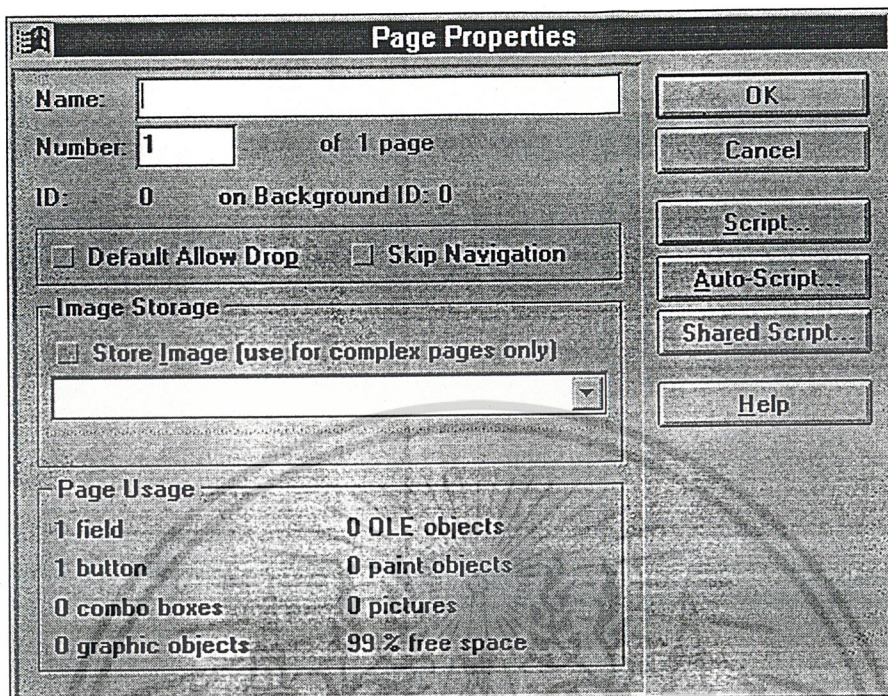 Page Properties
Name:
Number: 1 of 1 page
ID: 0 on Background ID: 0
Default Allow Drop Skip Navigation
Image Storage
Store Image (use for complex pages only)
Page Usage
1 field 0 OLE objects
1 button 0 paint objects
0 combo boxes 0 pictures
0 graphic objects 99 % free space
OK
Cancel
Script...
Auto-Script...
Shared Script...
Help